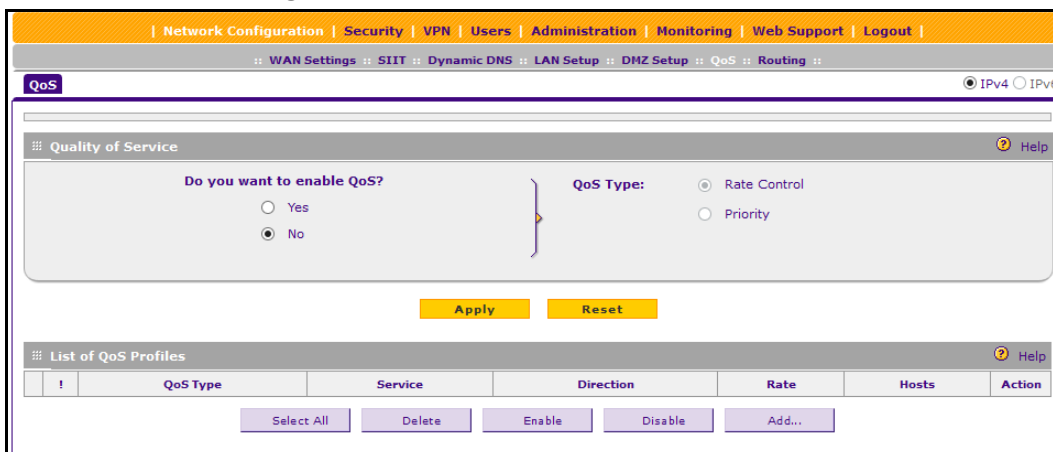 | Network Configuration | Security | VPN | Users | Administration | Monitoring | Web Support | Logout |
:: WAN Settings :: SIIT :: Dynamic DNS :: LAN Setup :: DMZ Setup :: QoS :: Routing ::
QoS IPv4 IPv6
Quality of Service ? Help
Do you want to enable QoS? QoS Type: Rate Control
Yes
Priority
No
Apply Reset
List of QoS Profiles ? Help
! QoS Type Service Direction Rate Hosts Action
Select All Delete Enable Disable Add...